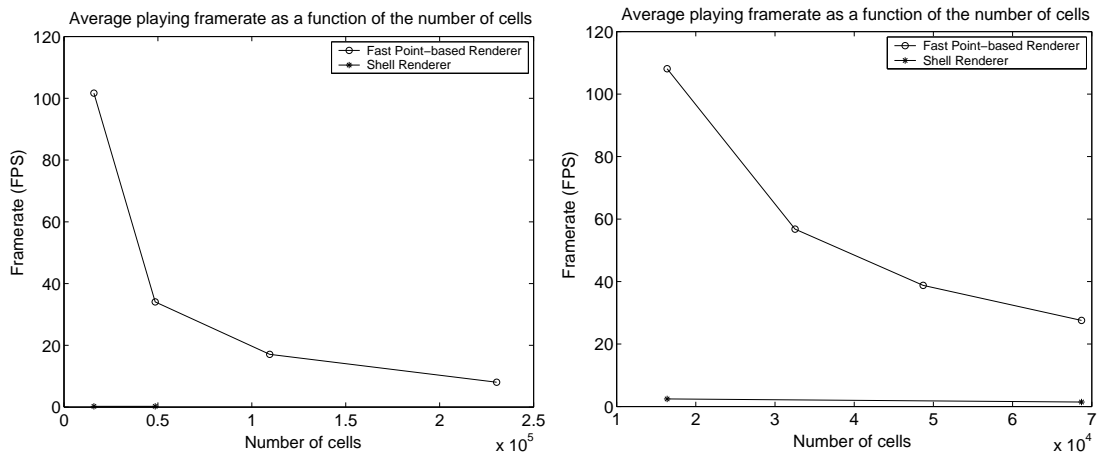 Average playing framerate as a function of the number of cells
120
100
80
60
40
20
0
Framerate (FPS)
Fast Point−based Renderer
Shell Renderer
0 0.5 1 1.5 2 2.5
Number of cells
x 10^5
Average playing framerate as a function of the number of cells
120
100
80
60
40
20
0
Framerate (FPS)
Fast Point−based Renderer
Shell Renderer
1 2 3 4 5 6 7
Number of cells
x 10^4